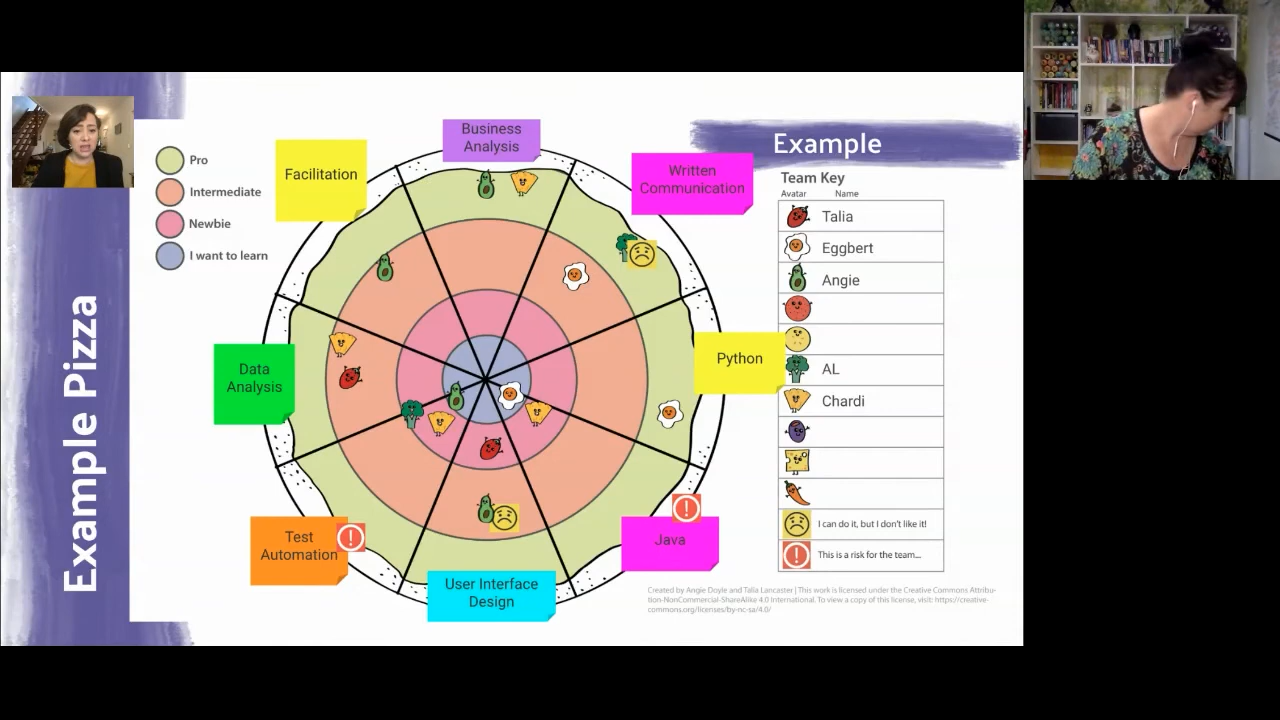 Example Pizza
Pro
Intermediate
Newbie
I want to learn
Facilitation
Business
Analysis
Written
Communication
Data
Analysis
Python
Test
Automation
User Interface
Design
Java
Example
Team Key
Avatar Name
Talia
Eggbert
Angie
AL
Chardi
I can do it, but I don't like it!
This is a risk for the team...
Created by Angie Doyle and Talia Lancaster | This work is licensed under the Creative Commons Attribu-
tion-NonCommercial-ShareAlike 4.0 International. To view a copy of this license, visit: https://creative-
commons.org/licenses/by-nc-sa/4.0/